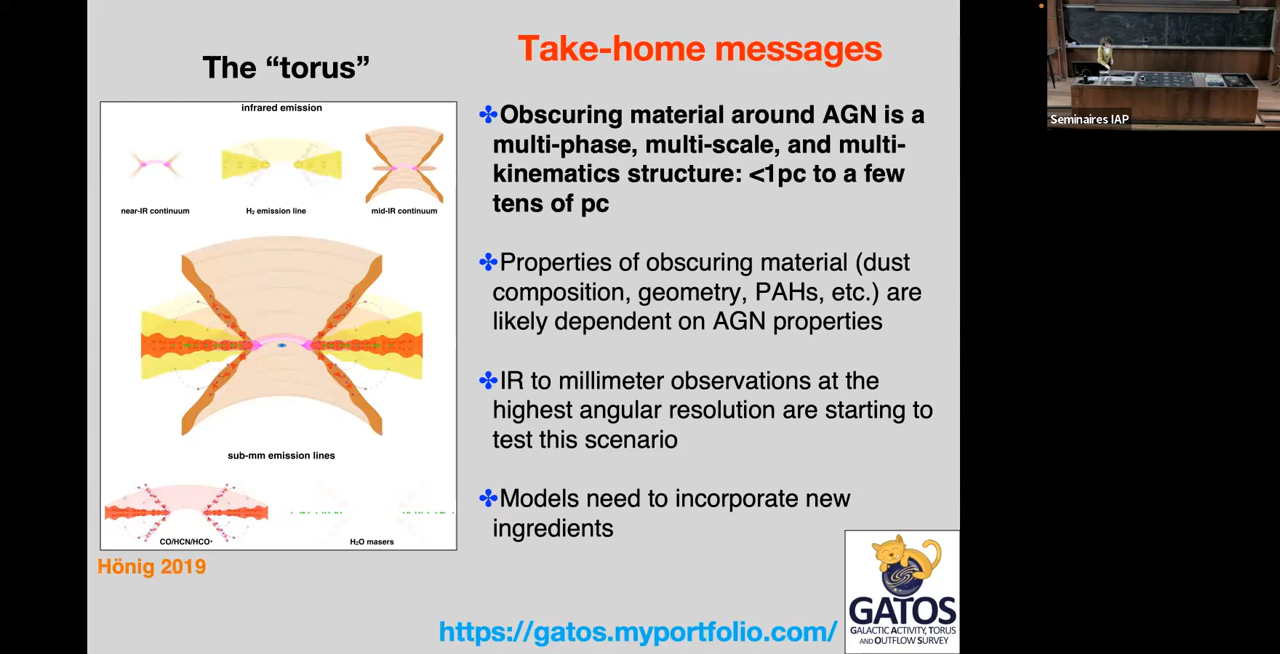 The “torus”
infrared emission
near-IR continuum
H₂ emission line
mid-IR continuum
sub-mm emission lines
CO/HCN/HCO⁺
H₂O masers
Hönig 2019
Take-home messages
✤Obscuring material around AGN is a
multi-phase, multi-scale, and multi-
kinematics structure: <1pc to a few
tens of pc
✤Properties of obscuring material (dust
composition, geometry, PAHs, etc.) are
likely dependent on AGN properties
✤IR to millimeter observations at the
highest angular resolution are starting to
test this scenario
✤Models need to incorporate new
ingredients
https://gatos.myportfolio.com/
GATOS
GALACTIC ACTIVITY, TORUS
AND OUTFLOW SURVEY
Seminaires IAP